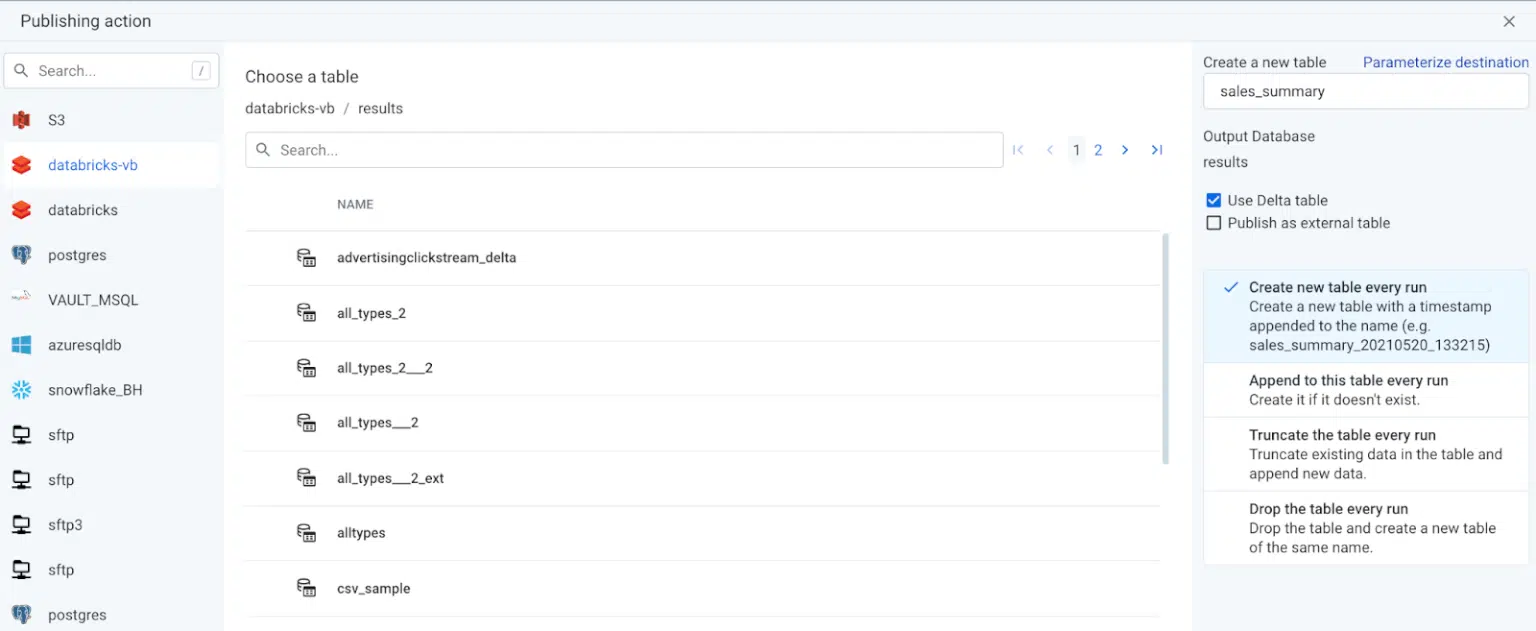 Publishing action
Search...
/
S3
databricks-vb
databricks
postgres
VAULT_MSQL
azuresqldb
snowflake_BH
sftp
sftp
sftp3
sftp
postgres
Choose a table
databricks-vb / results
Search...
1 2
NAME
advertisingclickstream_delta
all_types_2
all_types_2___2
all_types___2
all_types___2_ext
alltypes
csv_sample
Create a new table Parameterize destination
sales_summary
Output Database
results
Use Delta table
Publish as external table
Create new table every run
Create a new table with a timestamp
appended to the name (e.g.
sales_summary_20210520_133215)
Append to this table every run
Create it if it doesn't exist.
Truncate the table every run
Truncate existing data in the table and
append new data.
Drop the table every run
Drop the table and create a new table
of the same name.